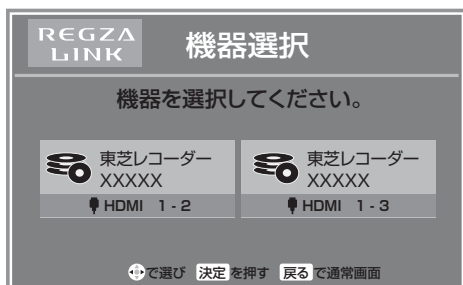 REGZA
LINK
機器選択
機器を選択してください。
東芝レコーダー
XXXXX
HDMI 1-2
東芝レコーダー
XXXXX
HDMI 1-3
で選び 決定 を押す 戻る で通常画面